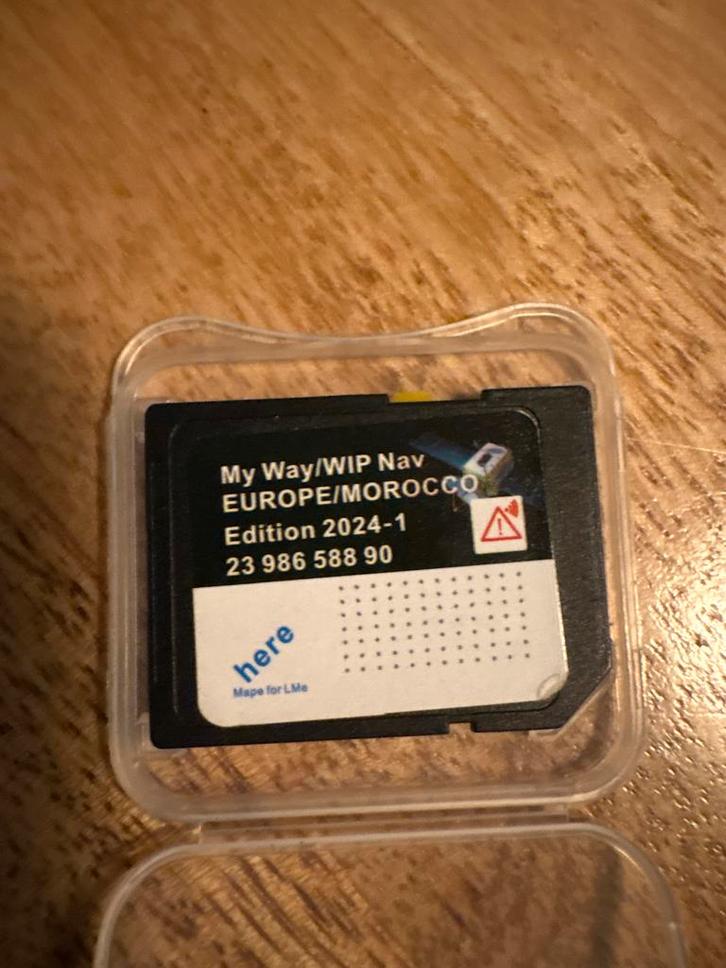 My Way/WIP Nav
EUROPE/MOROCCO
Edition 2024-1
23 986 588 90
here
Mape for LMe